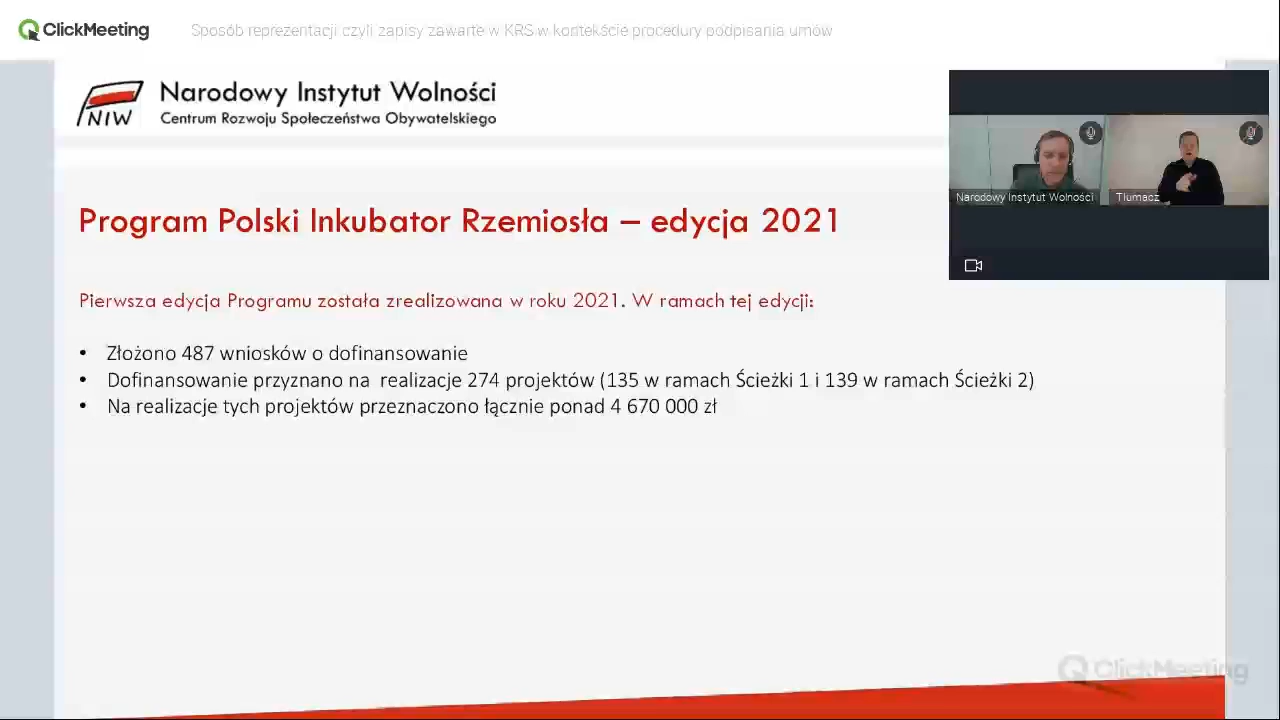 ClickMeeting
Sposób reprezentacji czyli zapisy zawarte w KRS w kontekście procedury podpisania umów
NIW
Narodowy Instytut Wolności
Centrum Rozwoju Społeczeństwa Obywatelskiego
Narodowy Instytut Wolności
Tłumacz
Program Polski Inkubator Rzemiosła – edycja 2021
Pierwsza edycja Programu została zrealizowana w roku 2021. W ramach tej edycji:
• Złożono 487 wniosków o dofinansowanie
• Dofinansowanie przyznano na realizacje 274 projektów (135 w ramach Ścieżki 1 i 139 w ramach Ścieżki 2)
• Na realizacje tych projektów przeznaczono łącznie ponad 4 670 000 zł
ClickMeeting